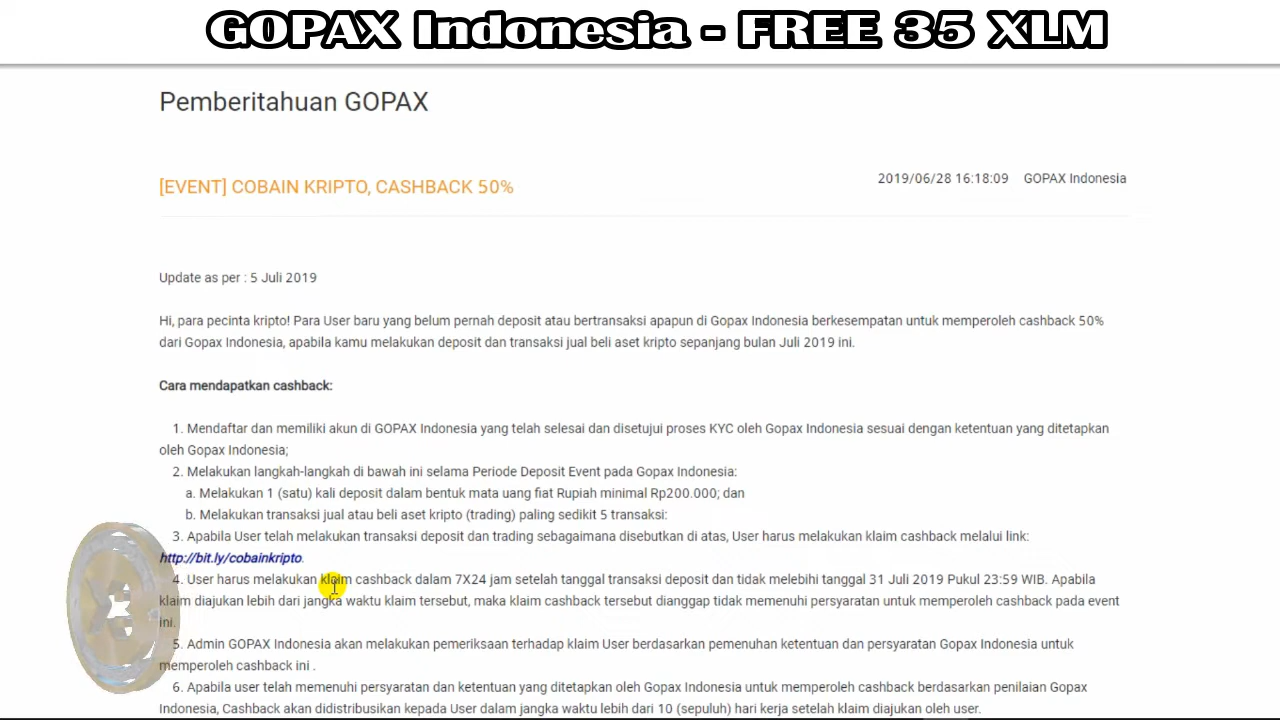 GOPAX Indonesia - FREE 35 XLM
Pemberitahuan GOPAX
[EVENT] COBAIN KRIPTO, CASHBACK 50%
2019/06/28 16:18:09 GOPAX Indonesia
Update as per : 5 Juli 2019
Hi, para pecinta kripto! Para User baru yang belum pernah deposit atau bertransaksi apapun di Gopax Indonesia berkesempatan untuk memperoleh cashback 50%
dari Gopax Indonesia, apabila kamu melakukan deposit dan transaksi jual beli aset kripto sepanjang bulan Juli 2019 ini.
Cara mendapatkan cashback:
1. Mendaftar dan memiliki akun di GOPAX Indonesia yang telah selesai dan disetujui proses KYC oleh Gopax Indonesia sesuai dengan ketentuan yang ditetapkan
oleh Gopax Indonesia;
2. Melakukan langkah-langkah di bawah ini selama Periode Deposit Event pada Gopax Indonesia:
a. Melakukan 1 (satu) kali deposit dalam bentuk mata uang fiat Rupiah minimal Rp200.000; dan
b. Melakukan transaksi jual atau beli aset kripto (trading) paling sedikit 5 transaksi:
3. Apabila User telah melakukan transaksi deposit dan trading sebagaimana disebutkan di atas, User harus melakukan klaim cashback melalui link:
http://bit.ly/cobainkripto.
4. User harus melakukan klaim cashback dalam 7X24 jam setelah tanggal transaksi deposit dan tidak melebihi tanggal 31 Juli 2019 Pukul 23:59 WIB. Apabila
klaim diajukan lebih dari jangka waktu klaim tersebut, maka klaim cashback tersebut dianggap tidak memenuhi persyaratan untuk memperoleh cashback pada event
ini.
5. Admin GOPAX Indonesia akan melakukan pemeriksaan terhadap klaim User berdasarkan pemenuhan ketentuan dan persyaratan Gopax Indonesia untuk
memperoleh cashback ini .
6. Apabila user telah memenuhi persyaratan dan ketentuan yang ditetapkan oleh Gopax Indonesia untuk memperoleh cashback berdasarkan penilaian Gopax
Indonesia, Cashback akan didistribusikan kepada User dalam jangka waktu lebih dari 10 (sepuluh) hari kerja setelah klaim diajukan oleh user.